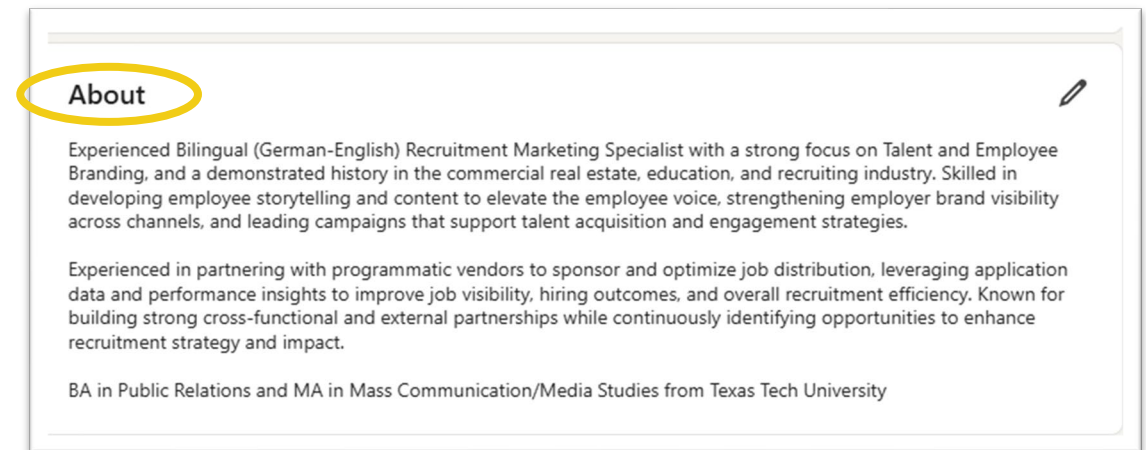 About
Experienced Bilingual (German-English) Recruitment Marketing Specialist with a strong focus on Talent and Employee
Branding, and a demonstrated history in the commercial real estate, education, and recruiting industry. Skilled in
developing employee storytelling and content to elevate the employee voice, strengthening employer brand visibility
across channels, and leading campaigns that support talent acquisition and engagement strategies.
Experienced in partnering with programmatic vendors to sponsor and optimize job distribution, leveraging application
data and performance insights to improve job visibility, hiring outcomes, and overall recruitment efficiency. Known for
building strong cross-functional and external partnerships while continuously identifying opportunities to enhance
recruitment strategy and impact.
BA in Public Relations and MA in Mass Communication/Media Studies from Texas Tech University